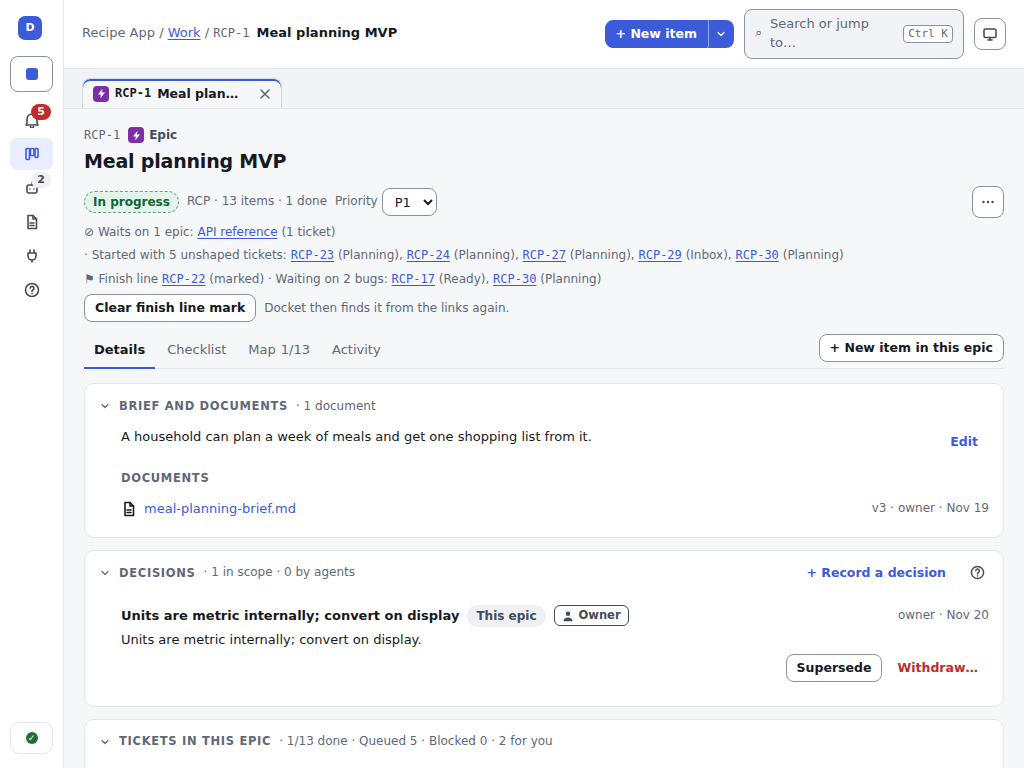 D
Recipe App / Work / RCP-1 Meal planning MVP
+ New item
Search or jump to…
Ctrl K
5
2
RCP-1 Meal plan…
RCP-1 Epic
Meal planning MVP
In progress RCP · 13 items · 1 done Priority P1
Waits on 1 epic: API reference (1 ticket)
· Started with 5 unshaped tickets: RCP-23 (Planning), RCP-24 (Planning), RCP-27 (Planning), RCP-29 (Inbox), RCP-30 (Planning)
Finish line RCP-22 (marked) · Waiting on 2 bugs: RCP-17 (Ready), RCP-30 (Planning)
Clear finish line mark Docket then finds it from the links again.
Details Checklist Map 1/13 Activity + New item in this epic
BRIEF AND DOCUMENTS · 1 document
A household can plan a week of meals and get one shopping list from it.
Edit
DOCUMENTS
meal-planning-brief.md v3 · owner · Nov 19
DECISIONS · 1 in scope · 0 by agents + Record a decision
Units are metric internally; convert on display This epic Owner owner · Nov 20
Units are metric internally; convert on display.
Supersede Withdraw…
TICKETS IN THIS EPIC · 1/13 done · Queued 5 · Blocked 0 · 2 for you